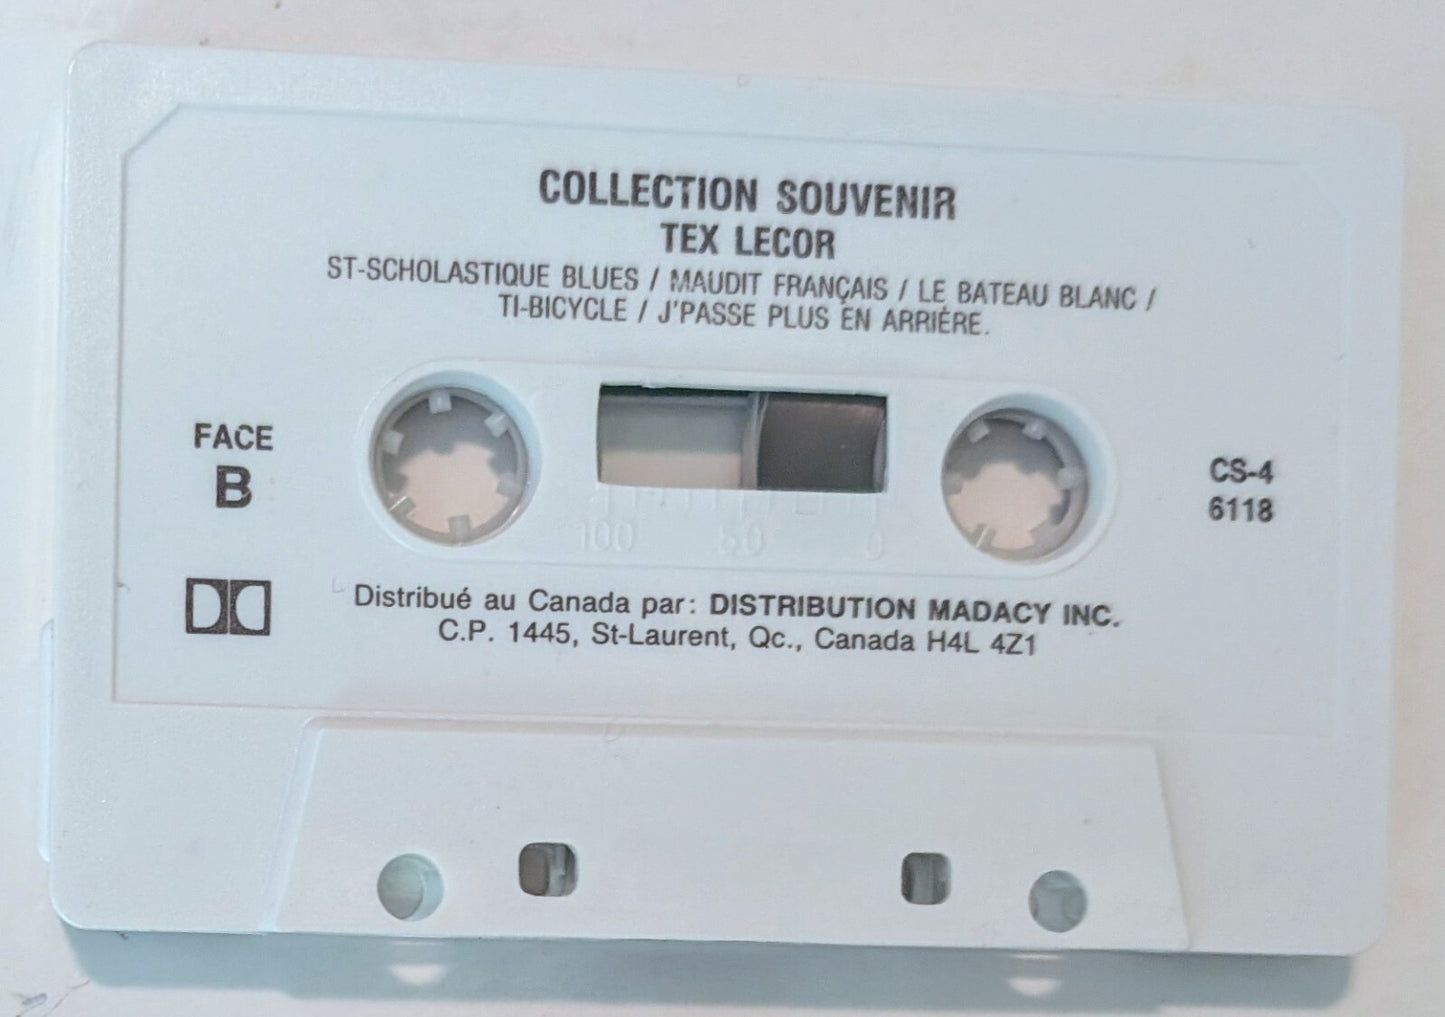 COLLECTION SOUVENIR
TEX LECOR
ST-SCHOLASTIQUE BLUES / MAUDIT FRANÇAIS / LE BATEAU BLANC /
TI-BICYCLE / J'PASSE PLUS EN ARRIÈRE.
FACE
B
CS-4
6118
100 50 0
Distribué au Canada par: DISTRIBUTION MADACY INC.
C.P. 1445, St-Laurent, Qc., Canada H4L 4Z1